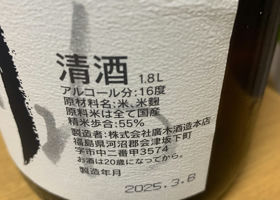 清酒 1.8L
アルコール分:16度
原材料名:米、米麹
原料米は全て国産
精米歩合:55%
製造者:株式会社廣木酒造本店
福島県河沼郡会津坂下町
字市中二番甲3574
お酒は20歳になってから。
製造年月
2025.3.6